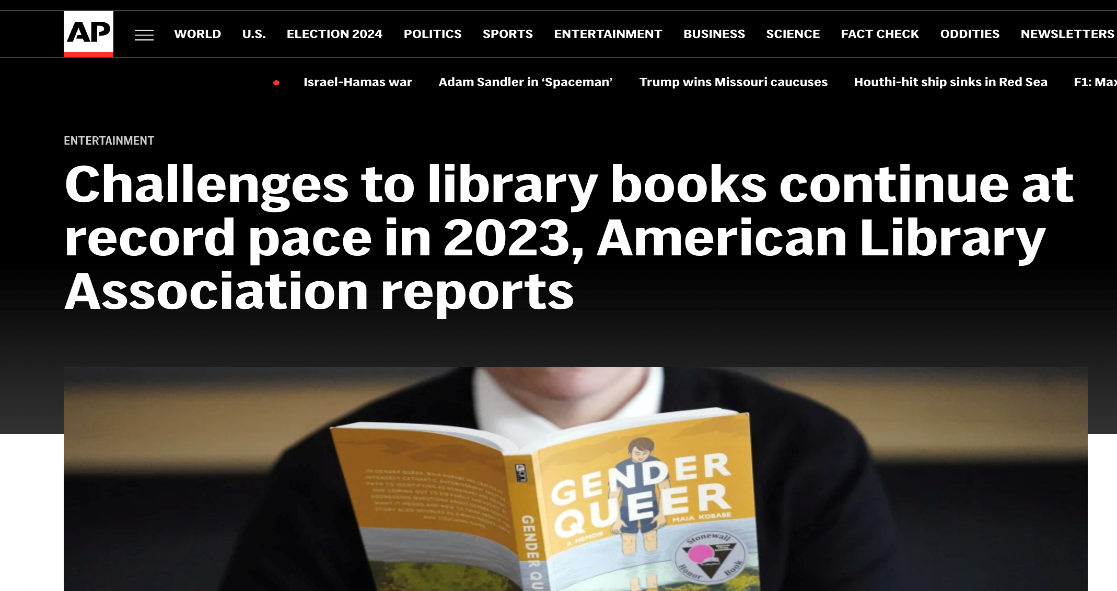 AP
WORLD U.S. ELECTION 2024 POLITICS SPORTS ENTERTAINMENT BUSINESS SCIENCE FACT CHECK ODDITIES NEWSLETTERS
Israel-Hamas war Adam Sandler in ‘Spaceman’ Trump wins Missouri caucuses Houthi-hit ship sinks in Red Sea F1: Max
ENTERTAINMENT
Challenges to library books continue at
record pace in 2023, American Library
Association reports
GENDER
QUEER
A MEMOIR MAIA KOBABE
Stonewall
Honor Book
GENDER QU